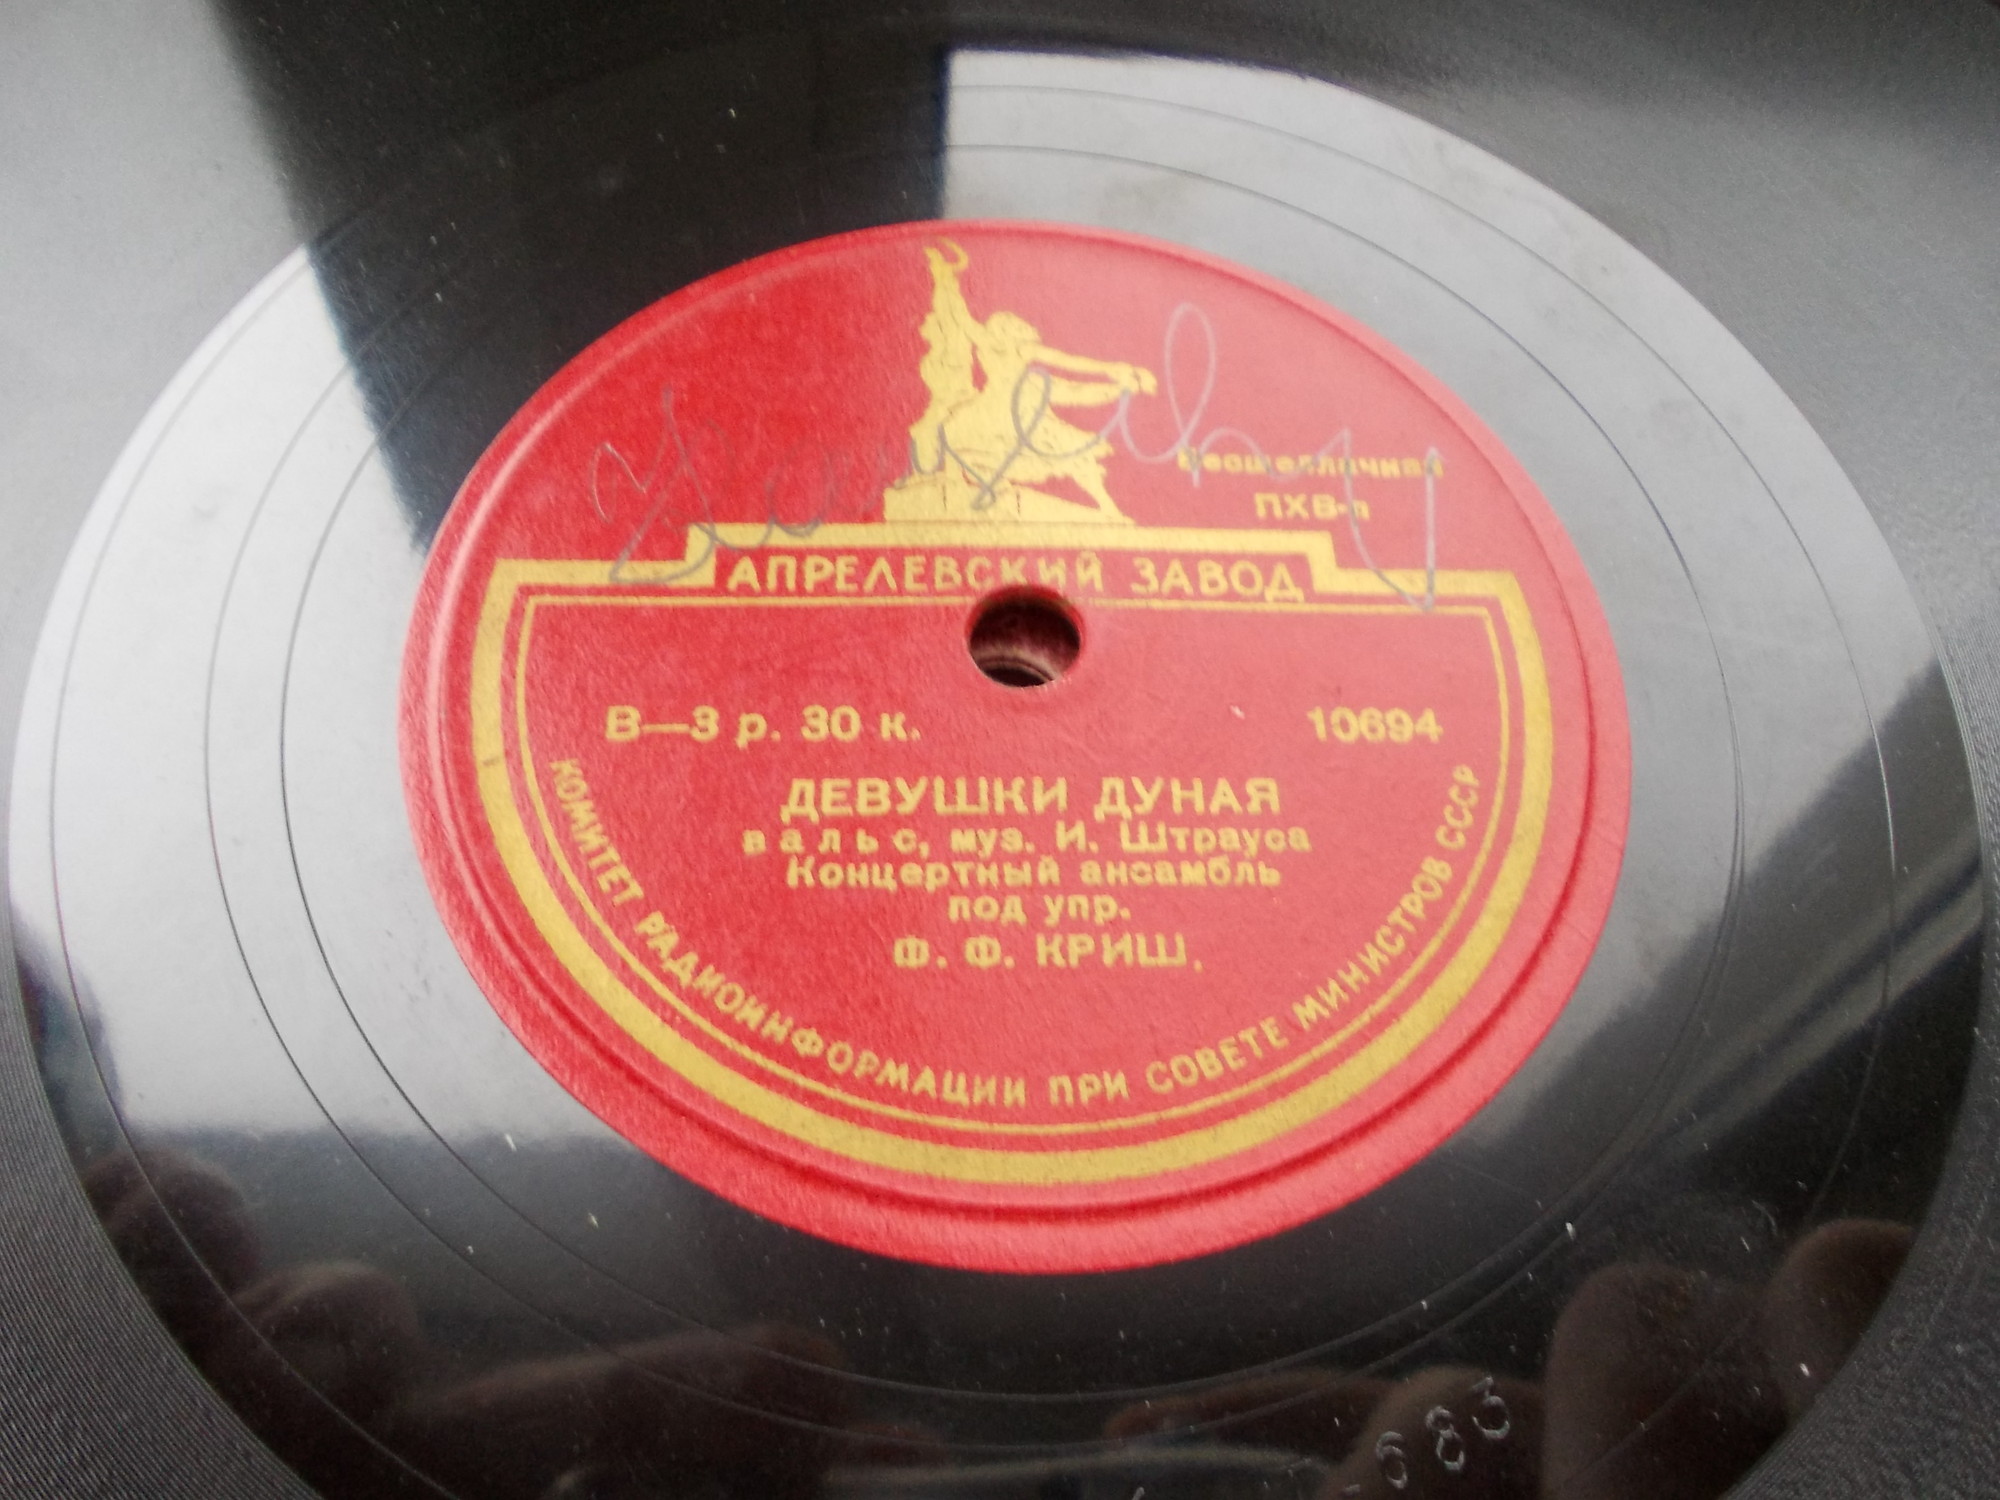 Бесшеллачная
ПХВ-п
АПРЕЛЕВСКИЙ ЗАВОД
В—3 р. 30 к.
10694
ДЕВУШКИ ДУНАЯ
вальс, муз. И. Штрауса
Концертный ансамбль
под упр.
Ф. Ф. КРИШ.
КОМИТЕТ РАДИОИНФОРМАЦИИ ПРИ СОВЕТЕ МИНИСТРОВ СССР
683